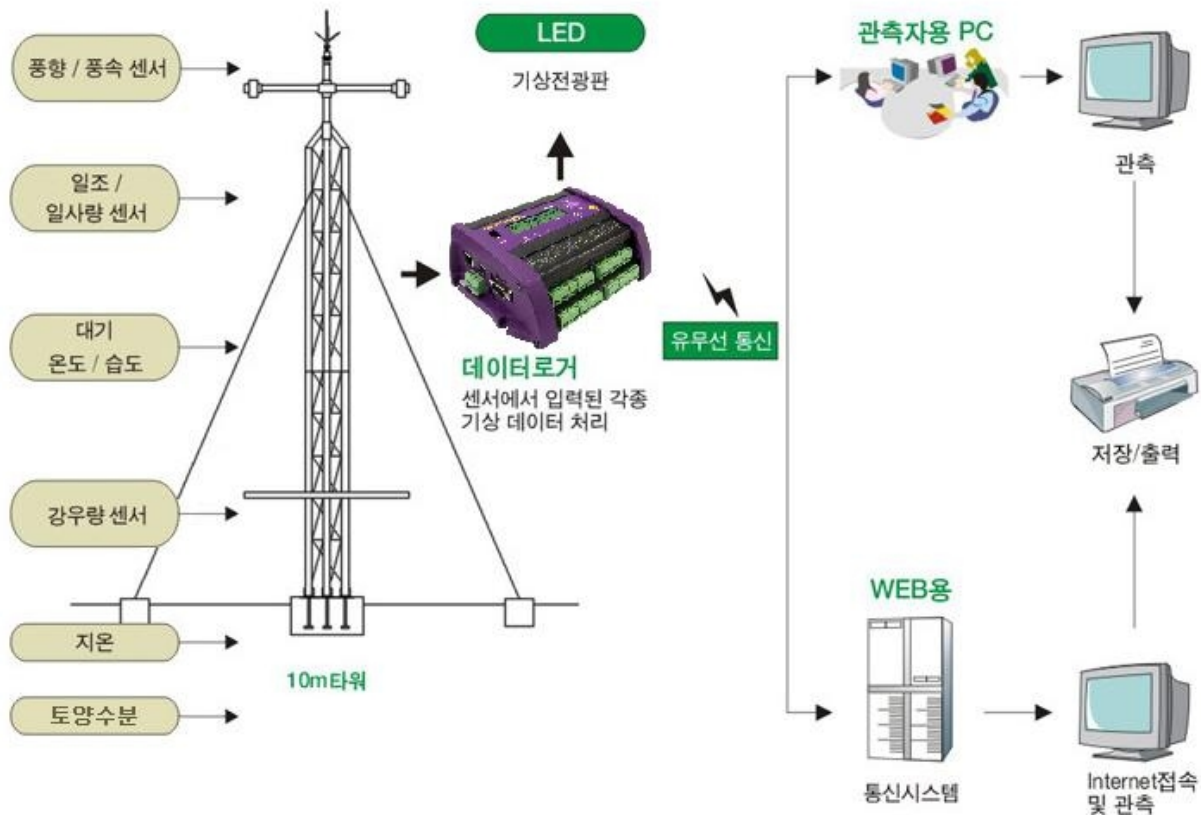 풍향 / 풍속 센서
일조 /
일사량 센서
대기
온도 / 습도
강우량 센서
지온
토양수분
10m타워
LED
기상전광판
데이터로거
센서에서 입력된 각종
기상 데이터 처리
유무선 통신
관측자용 PC
관측
저장/출력
WEB용
통신시스템
Internet접속
및 관측